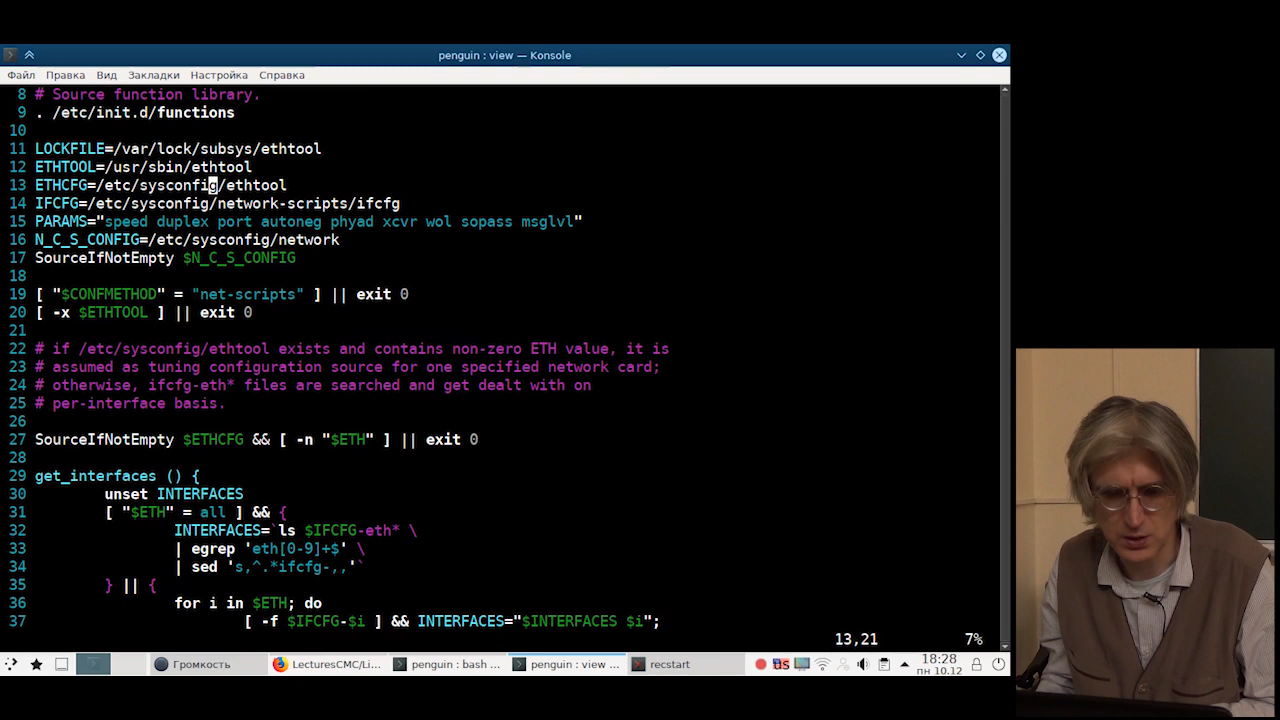 penguin : view — Konsole
Файл Правка Вид Закладки Настройка Справка
8 # Source function library.
9 . /etc/init.d/functions
10
11 LOCKFILE=/var/lock/subsys/ethtool
12 ETHTOOL=/usr/sbin/ethtool
13 ETHCFG=/etc/sysconfig/ethtool
14 IFCFG=/etc/sysconfig/network-scripts/ifcfg
15 PARAMS="speed duplex port autoneg phyad xcvr wol sopass msglvl"
16 N_C_S_CONFIG=/etc/sysconfig/network
17 SourceIfNotEmpty $N_C_S_CONFIG
18
19 [ "$CONFMETHOD" = "net-scripts" ] || exit 0
20 [ -x $ETHTOOL ] || exit 0
21
22 # if /etc/sysconfig/ethtool exists and contains non-zero ETH value, it is
23 # assumed as tuning configuration source for one specified network card;
24 # otherwise, ifcfg-eth* files are searched and get dealt with on
25 # per-interface basis.
26
27 SourceIfNotEmpty $ETHCFG && [ -n "$ETH" ] || exit 0
28
29 get_interfaces () {
30 unset INTERFACES
31 [ "$ETH" = all ] && {
32 INTERFACES=`ls $IFCFG-eth* \
33 | egrep 'eth[0-9]+$' \
34 | sed 's,^.*ifcfg-,,'`
35 } || {
36 for i in $ETH; do
37 [ -f $IFCFG-$i ] && INTERFACES="$INTERFACES $i";
13,21 7%
Громкость LecturesCMC/Li... penguin : bash ... penguin : view ... recstart US 18:28
пн 10.12